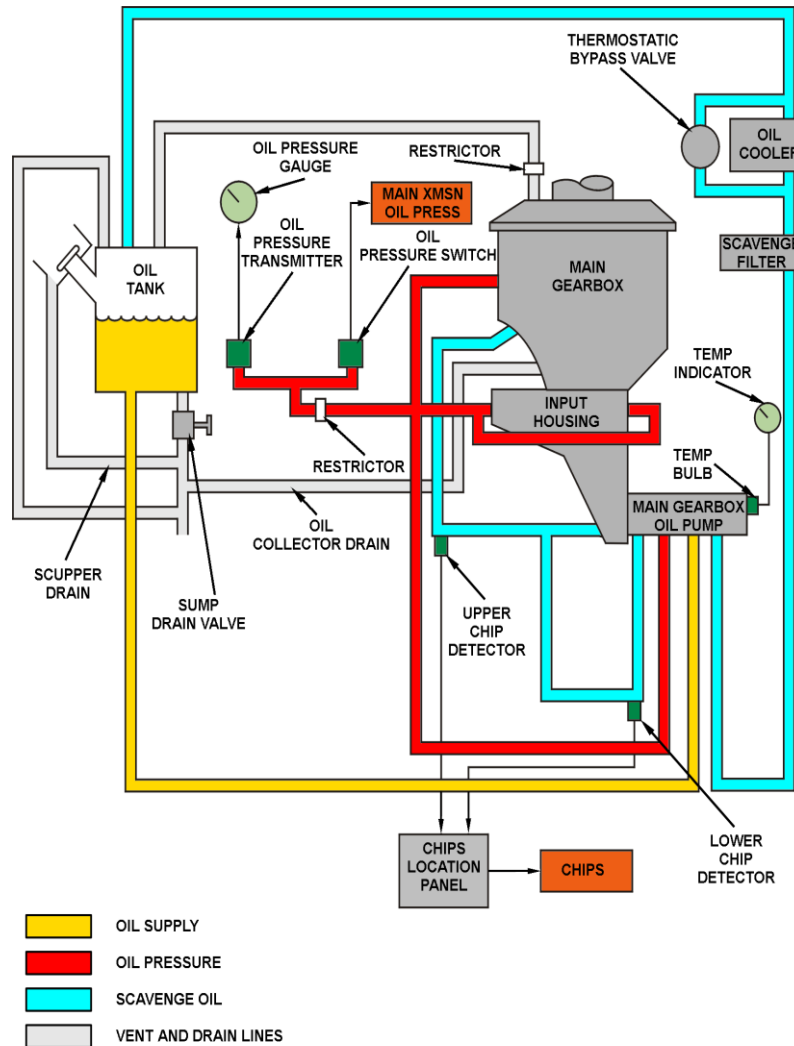 THERMOSTATIC
BYPASS VALVE
OIL
COOLER
OIL PRESSURE
GAUGE
RESTRICTOR
MAIN XMSN
OIL PRESS
OIL
PRESSURE
TRANSMITTER
OIL
PRESSURE SWITCH
SCAVENGE
FILTER
OIL
TANK
MAIN
GEARBOX
TEMP
INDICATOR
INPUT
HOUSING
RESTRICTOR
TEMP
BULB
MAIN GEARBOX
OIL PUMP
OIL
COLLECTOR DRAIN
SCUPPER
DRAIN
SUMP
DRAIN VALVE
UPPER
CHIP
DETECTOR
CHIPS
LOCATION
PANEL
CHIPS
LOWER
CHIP
DETECTOR
OIL SUPPLY
OIL PRESSURE
SCAVENGE OIL
VENT AND DRAIN LINES